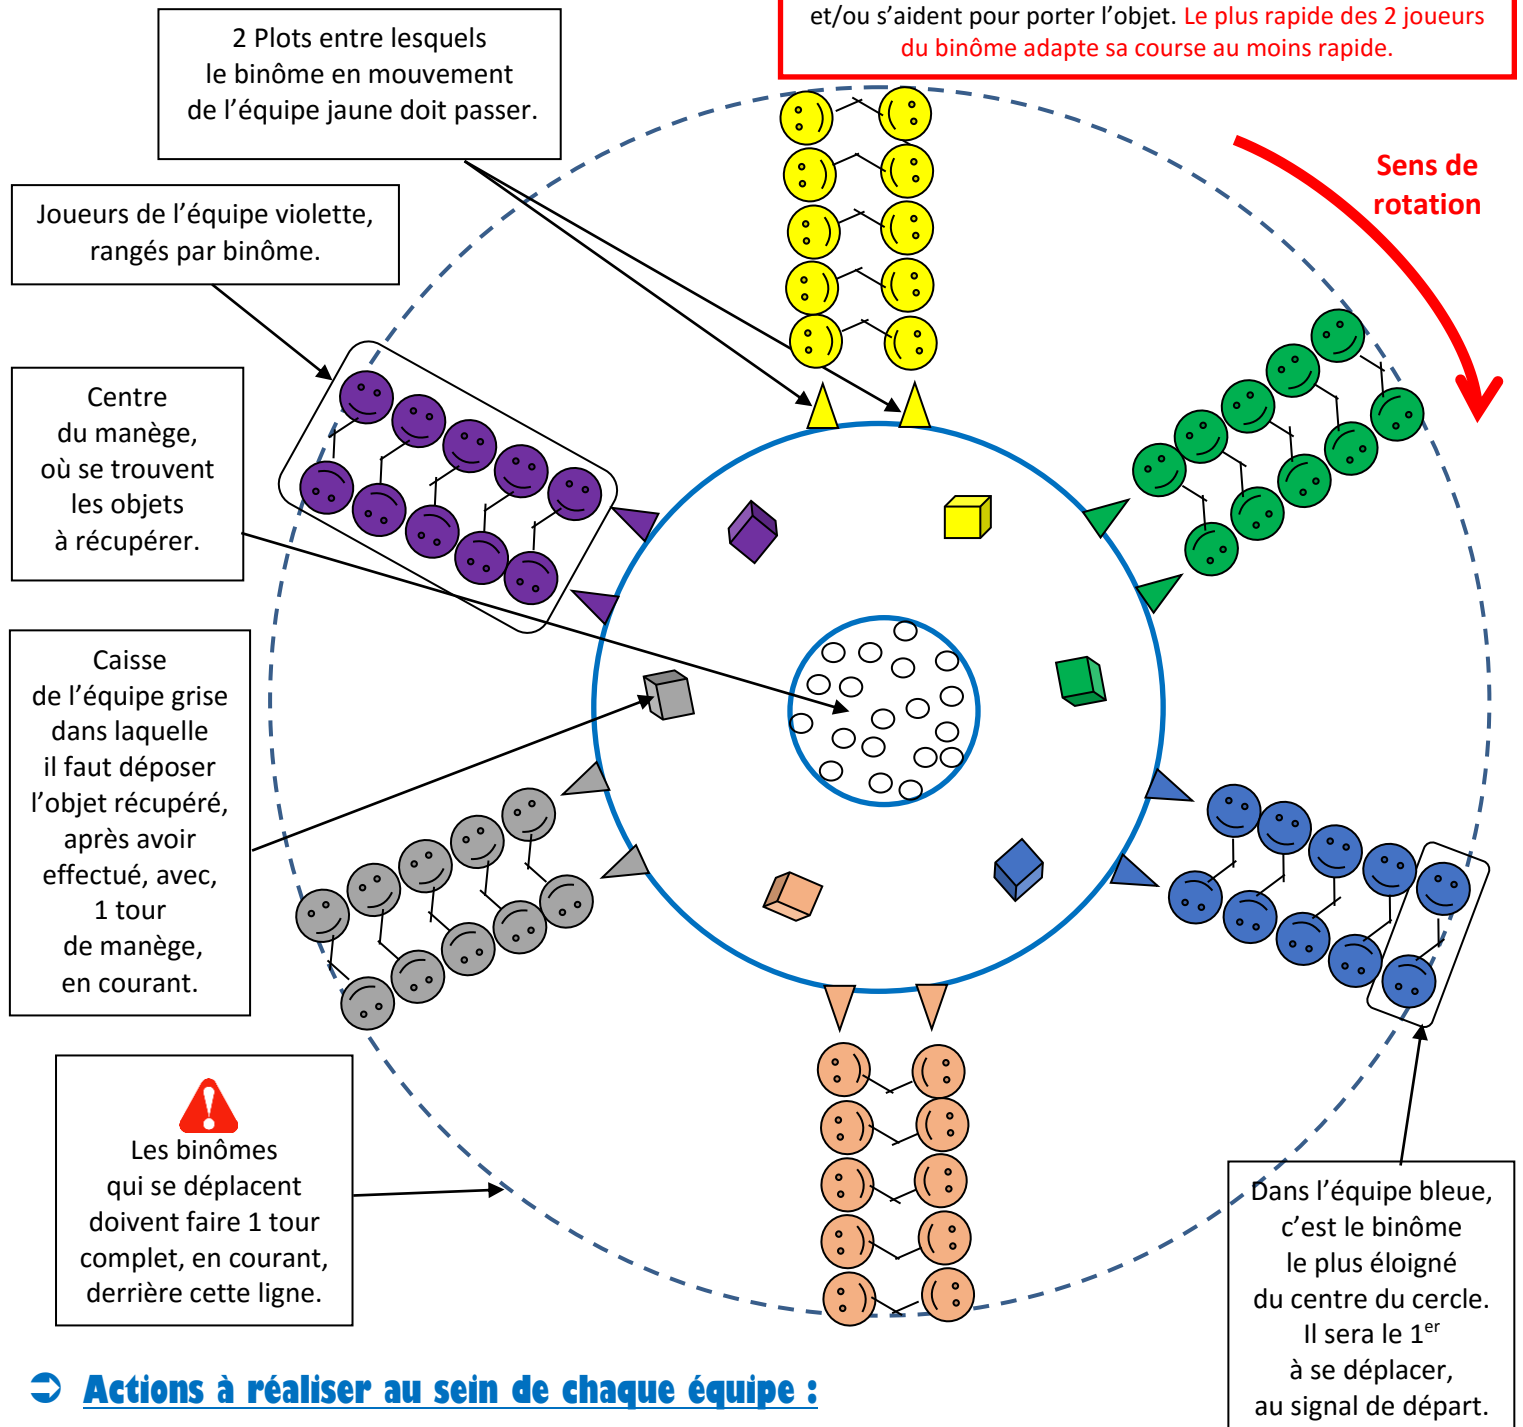 et/ou s’aident pour porter l’objet. Le plus rapide des 2 joueurs
du binôme adapte sa course au moins rapide.
2 Plots entre lesquels
le binôme en mouvement
de l’équipe jaune doit passer.
Sens de
rotation
Joueurs de l’équipe violette,
rangés par binôme.
Centre
du manège,
où se trouvent
les objets
à récupérer.
Caisse
de l’équipe grise
dans laquelle
il faut déposer
l’objet récupéré,
après avoir
effectué, avec,
1 tour
de manège,
en courant.
Les binômes
qui se déplacent
doivent faire 1 tour
complet, en courant,
derrière cette ligne.
Dans l’équipe bleue,
c’est le binôme
le plus éloigné
du centre du cercle.
Il sera le 1er
à se déplacer,
au signal de départ.
➲ Actions à réaliser au sein de chaque équipe :